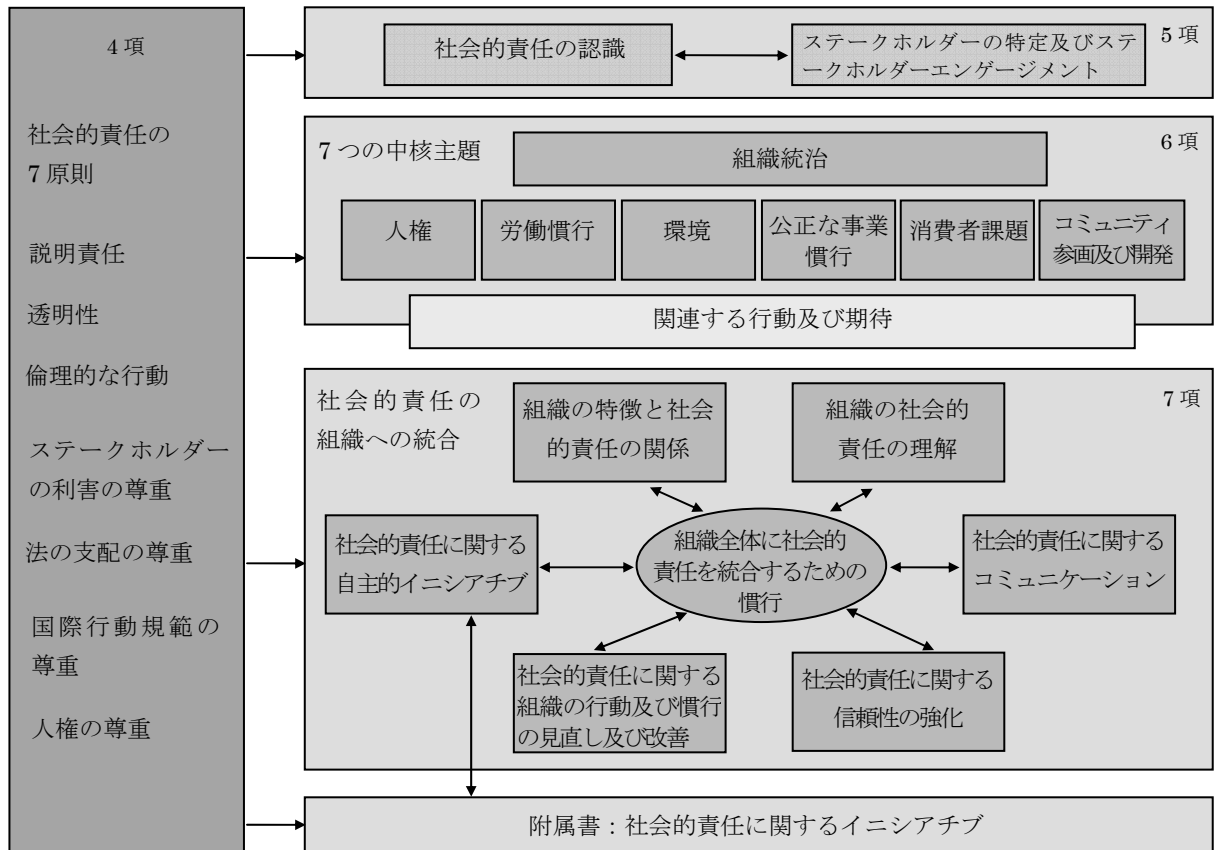 4 項
社会的責任の
7 原則
説明責任
透明性
倫理的な行動
ステークホルダー
の利害の尊重
法の支配の尊重
国際行動規範の
尊重
人権の尊重
5 項
社会的責任の認識
ステークホルダーの特定及びステ
ークホルダーエンゲージメント
6 項
7 つの中核主題
組織統治
人権
労働慣行
環境
公正な事業
慣行
消費者課題
コミュニティ
参画及び開発
関連する行動及び期待
7 項
社会的責任の
組織への統合
組織の特徴と社会
的責任の関係
組織の社会的
責任の理解
社会的責任に関する
自主的イニシアチブ
組織全体に社会的
責任を統合するための
慣行
社会的責任に関する
コミュニケーション
社会的責任に関する
組織の行動及び慣行
の見直し及び改善
社会的責任に関する
信頼性の強化
附属書：社会的責任に関するイニシアチブ